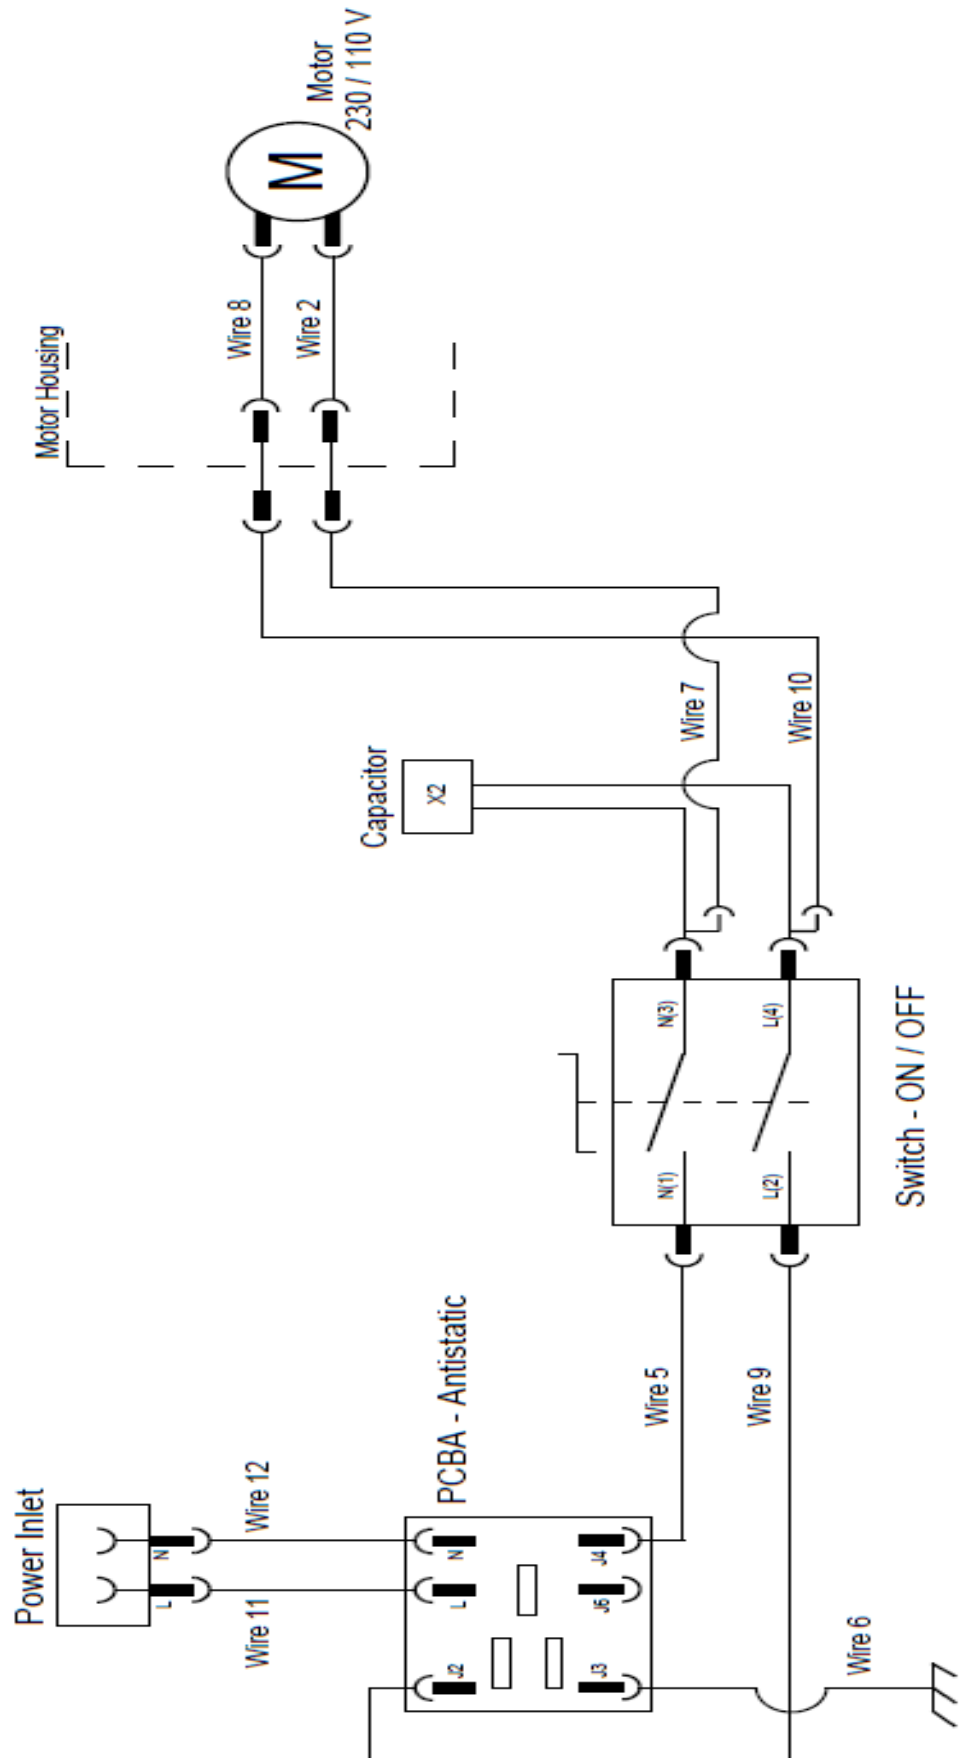 Power Inlet
L
N
Wire 11
Wire 12
PCBA - Antistatic
J2
L
N
J3
J6
J4
Wire 6
Wire 5
Wire 9
Switch - ON / OFF
N(1)
N(3)
L(2)
L(4)
Capacitor
X2
Wire 7
Wire 10
Motor Housing
Wire 8
Wire 2
M
Motor
230 / 110 V